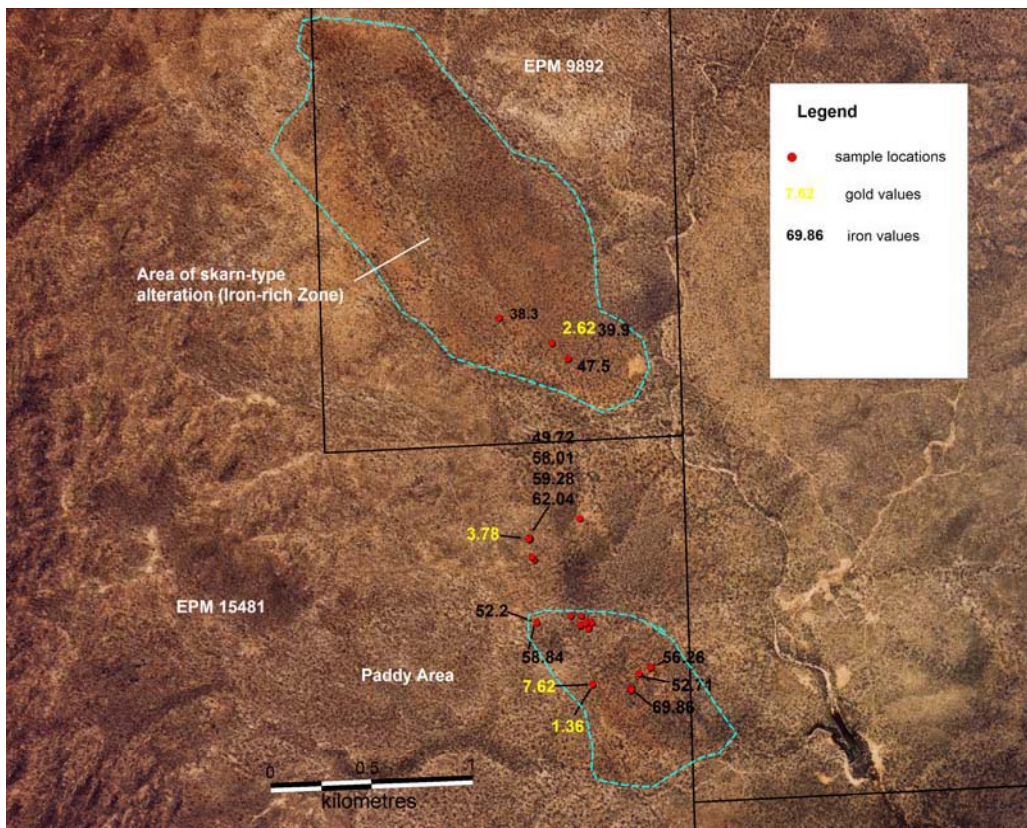 EPM 9892
Legend
sample locations
7.62 gold values
69.86 iron values
Area of skarn-type
alteration (Iron-rich Zone)
38.3
2.62 39.9
47.5
49.72
58.01
59.28
62.04
3.78
EPM 15481
52.2
58.84
56.26
Paddy Area
7.62
52.71
69.86
1.36
0 0.5 1
kilometres